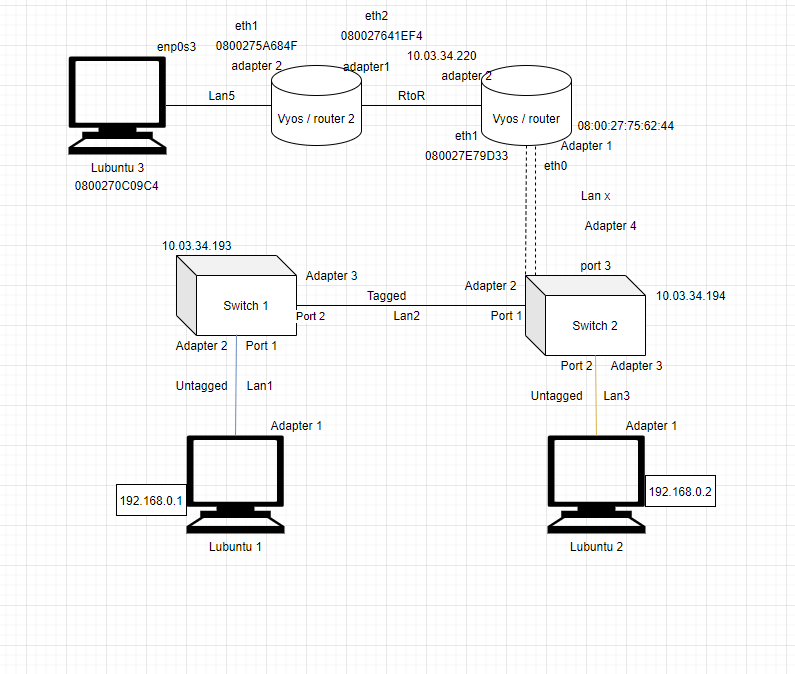 eth2
eth1
080027641EF4
enp0s3
0800275A684F
10.03.34.220
adapter 2
adapter1
adapter 2
Lan5
RtoR
Vyos / router 2
Vyos / router
08:00:27:75:62:44
eth1
Adapter 1
080027E79D33
eth0
Lubuntu 3
0800270C09C4
Lan x
Adapter 4
10.03.34.193
port 3
Adapter 3
Adapter 2
10.03.34.194
Tagged
Switch 1
Port 2
Lan2
Port 1
Switch 2
Adapter 2
Port 1
Port 2
Adapter 3
Untagged
Lan1
Untagged
Lan3
Adapter 1
Adapter 1
192.168.0.1
192.168.0.2
Lubuntu 1
Lubuntu 2